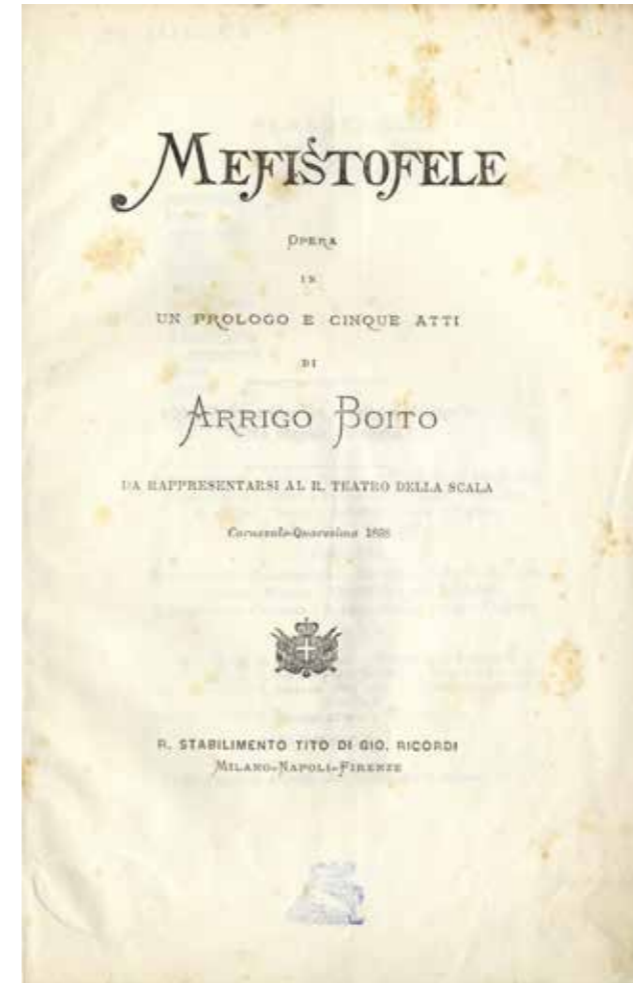 MEFISTOFELE
OPERA
IN
UN PROLOGO E CINQUE ATTI
DI
ARRIGO BOITO
DA RAPPRESENTARSI AL R. TEATRO DELLA SCALA
Carnevale-Quaresima
R. STABILIMENTO TITO DI GIO. RICORDI
MILANO-NAPOLI-FIRENZE